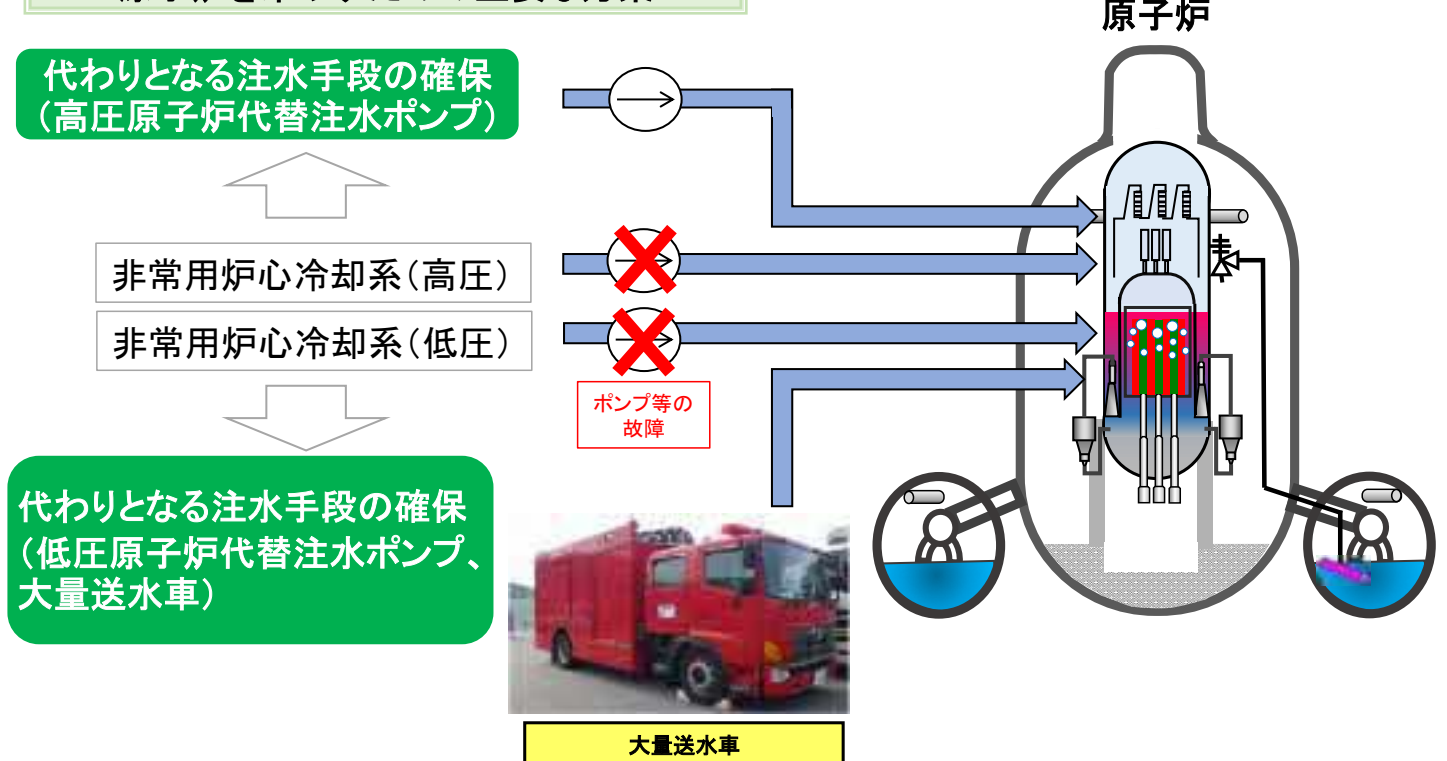 原子炉
代わりとなる注水手段の確保
（高圧原子炉代替注水ポンプ）
非常用炉心冷却系（高圧）
非常用炉心冷却系（低圧）
ポンプ等の
故障
代わりとなる注水手段の確保
（低圧原子炉代替注水ポンプ、
大量送水車）
大量送水車